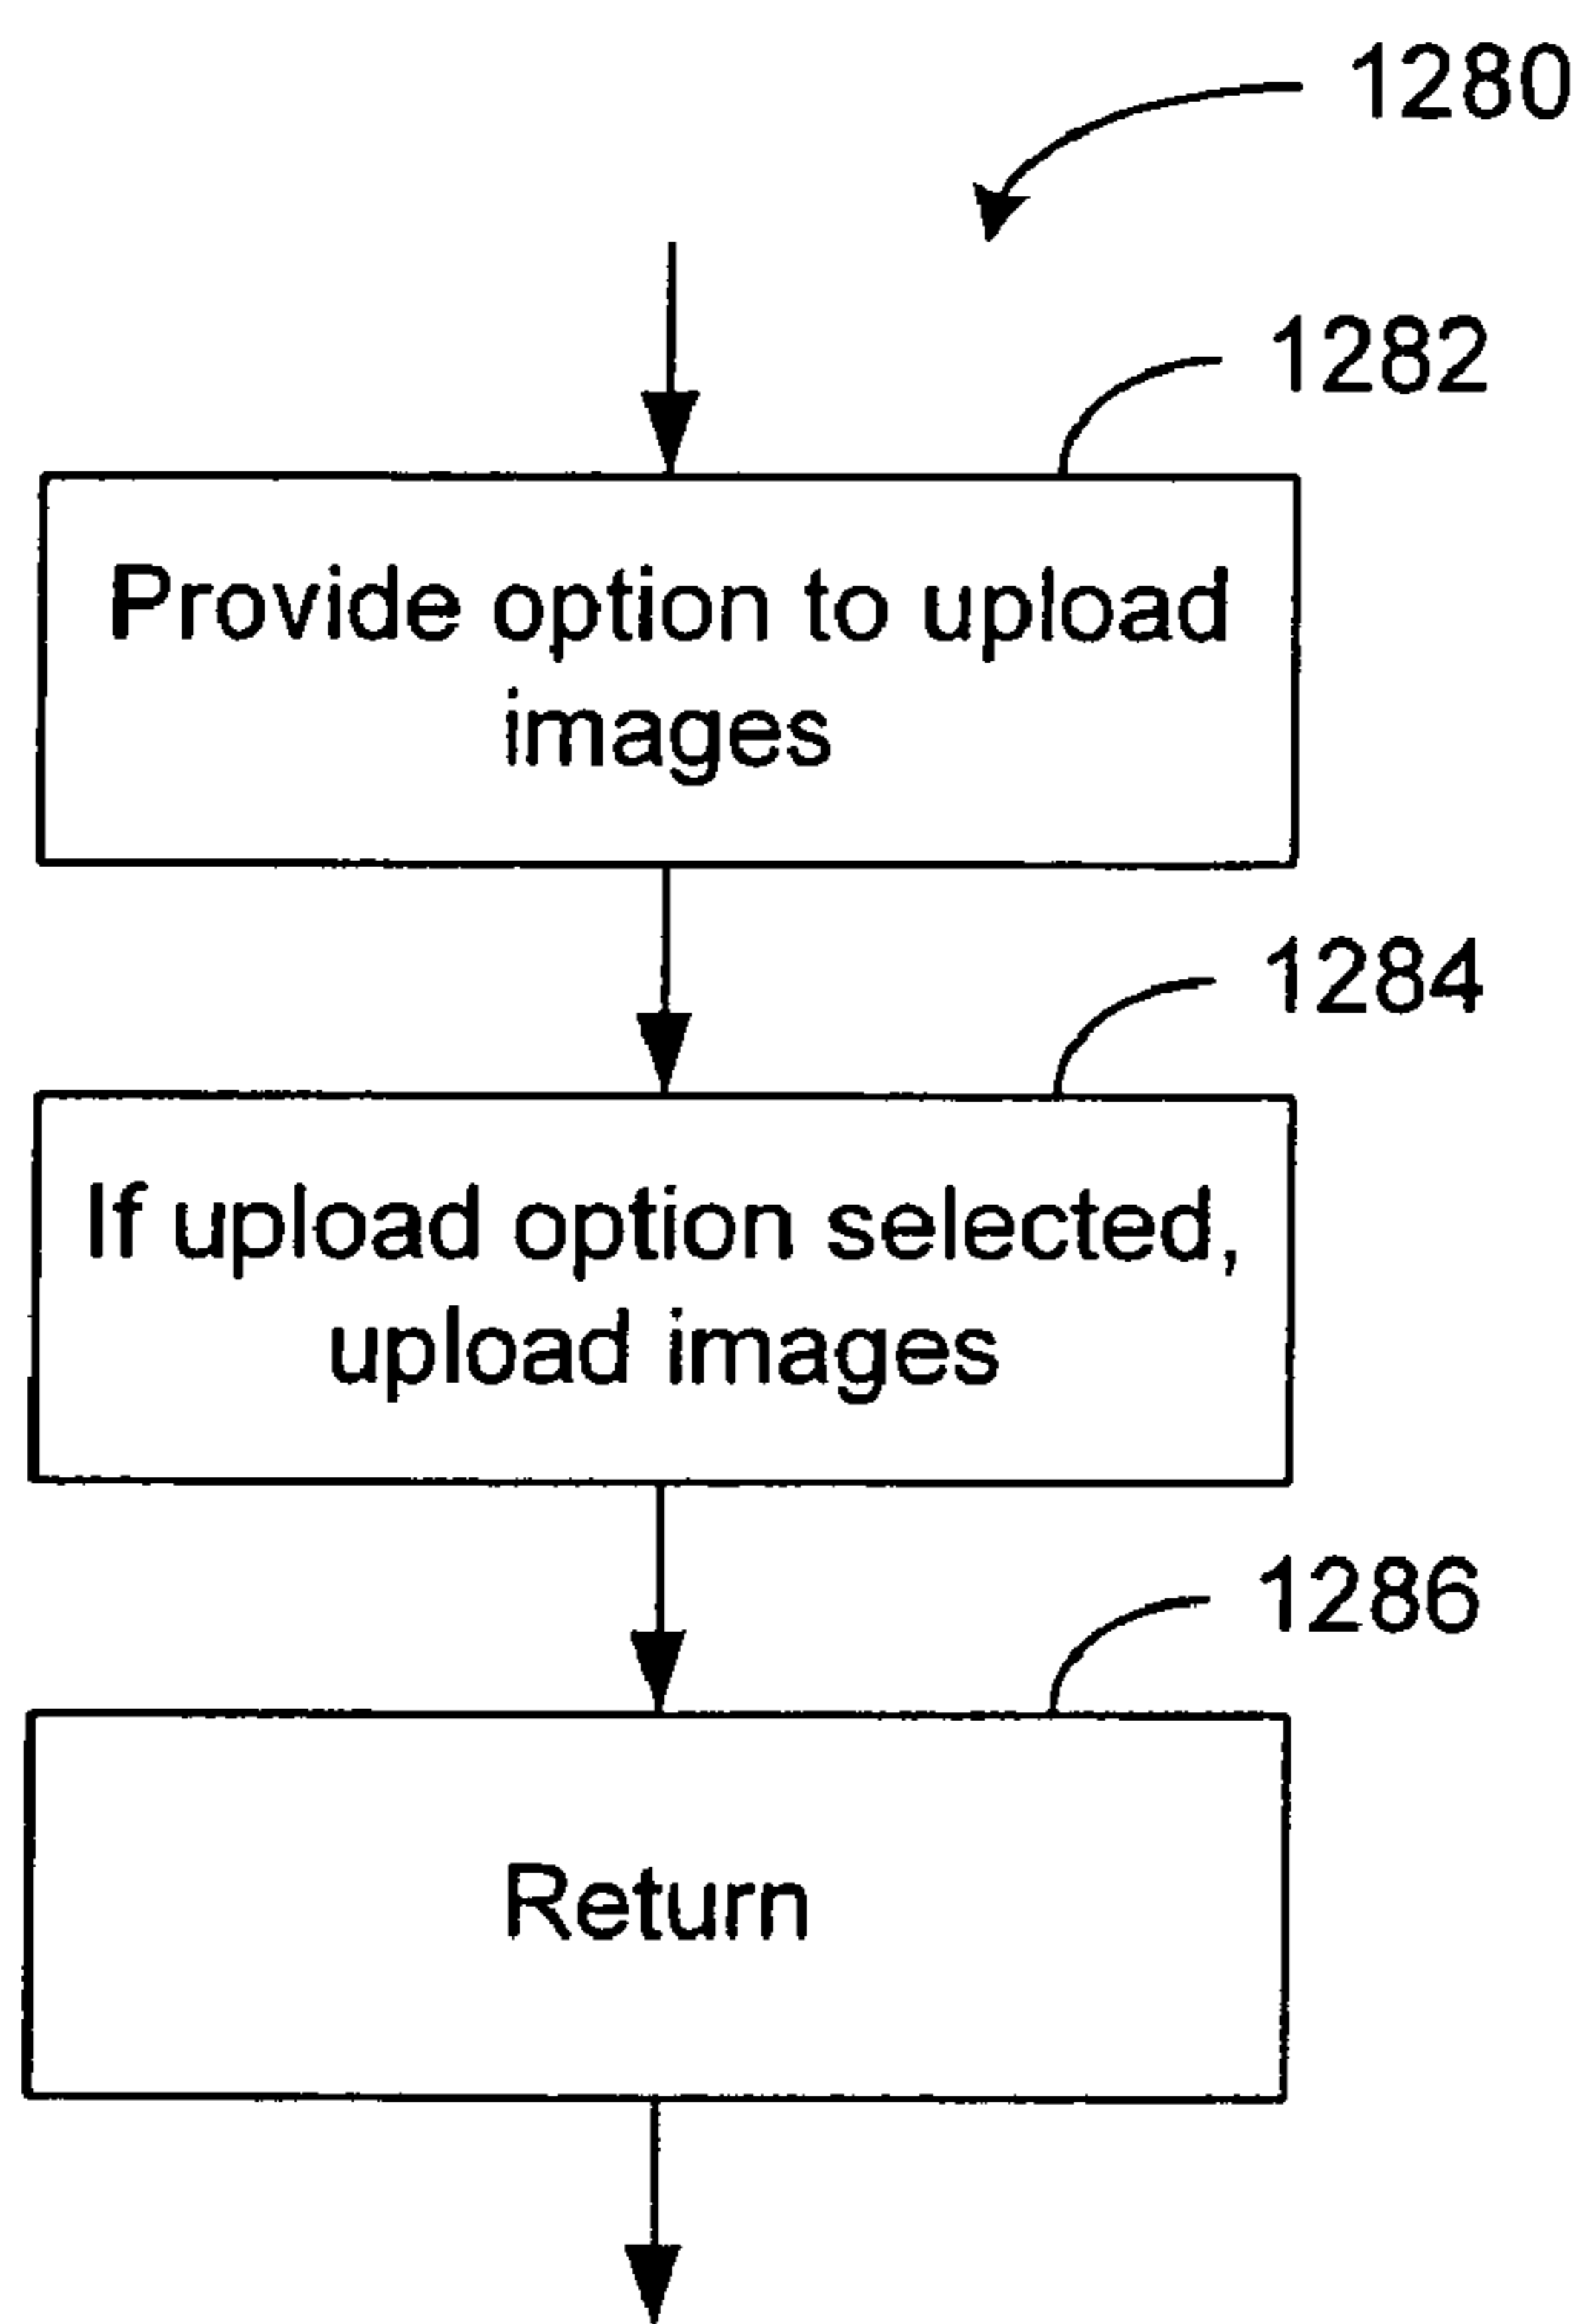 1280
1282
Provide option to upload
images
1284
If upload option selected,
upload images
1286
Return